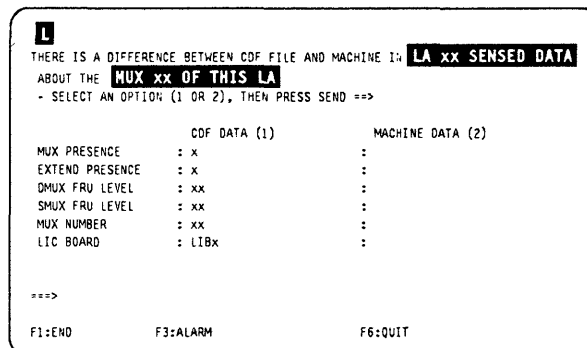 L
THERE IS A DIFFERENCE BETWEEN CDF FILE AND MACHINE IN LA xx SENSED DATA
ABOUT THE MUX xx OF THIS LA
- SELECT AN OPTION (1 OR 2), THEN PRESS SEND ==>
CDF DATA (1) MACHINE DATA (2)
MUX PRESENCE : x :
EXTEND PRESENCE : x :
DMUX FRU LEVEL : xx :
SMUX FRU LEVEL : xx :
MUX NUMBER : xx :
LIC BOARD : LIBx :
===>
F1:END F3:ALARM F6:QUIT